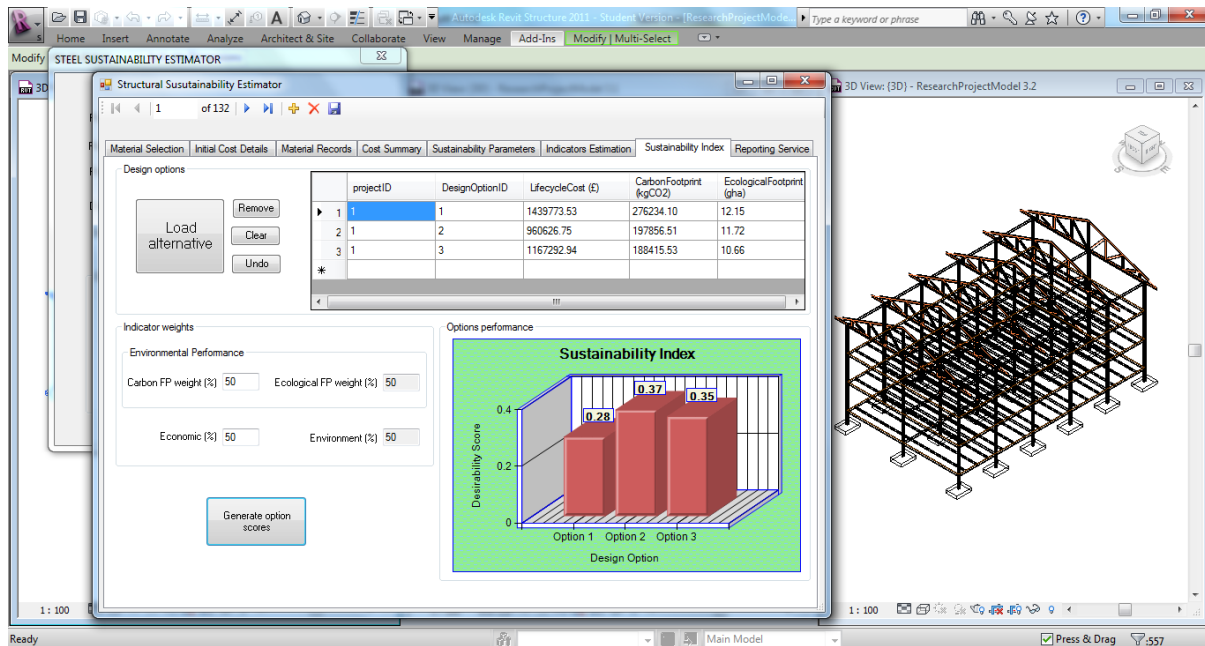 Autodesk Revit Structure 2011 - Student Version - [ResearchProjectMode...
Type a keyword or phrase
Home Insert Annotate Analyze Architect & Site Collaborate View Manage Add-Ins Modify | Multi-Select
Modify
STEEL SUSTAINABILITY ESTIMATOR
3D
Structural Susutainability Estimator
3D View: {3D} - ResearchProjectModel 3.2
1 of 132
Material Selection Initial Cost Details Material Records Cost Summary Sustainability Parameters Indicators Estimation Sustainability Index Reporting Service
Design options
Load
alternative
Remove
Clear
Undo
projectID DesignOptionID LifecycleCost (£) CarbonFootprint
(kgCO2) EcologicalFootprint
(gha)
1 1 1 1439773.53 276234.10 12.15
2 1 2 960626.75 197856.51 11.72
3 1 3 1167292.94 188415.53 10.66
Indicator weights
Environmental Perfomance
Carbon FP weight (%) 50 Ecological FP weight (%) 50
Economic (%) 50 Environment (%) 50
Generate option
scores
Options performance
Sustainability Index
0.28 0.37 0.35
0.4
0.2
0
Desirability Score
Option 1 Option 2 Option 3
Design Option
1 : 100
1 : 100
Ready
Main Model
Press & Drag
:557